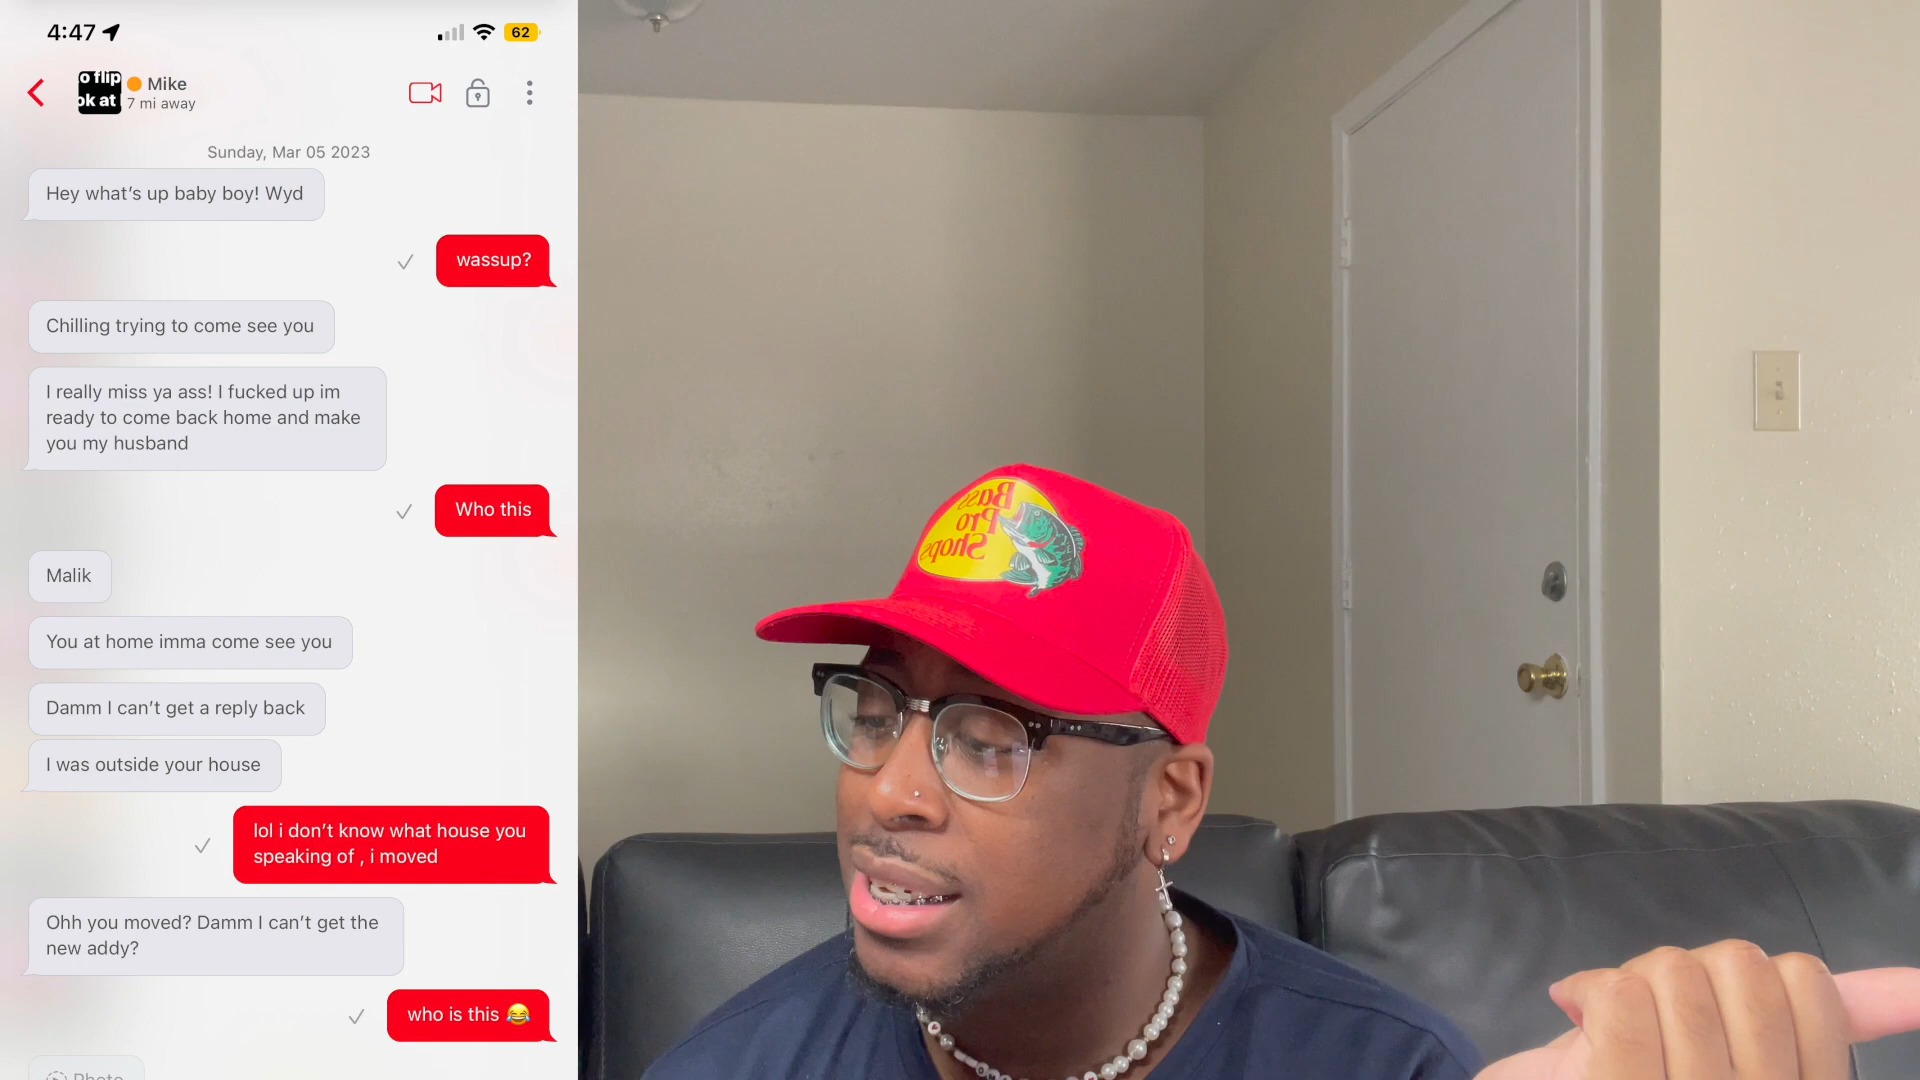 4:47
62
o flip
ok at
Mike
7 mi away
Sunday, Mar 05 2023
Hey what's up baby boy! Wyd
wassup?
Chilling trying to come see you
I really miss ya ass! I fucked up im
ready to come back home and make
you my husband
Who this
Malik
You at home imma come see you
Damm I can't get a reply back
I was outside your house
lol i don't know what house you
speaking of , i moved
Ohh you moved? Damm I can't get the
new addy?
who is this 😂
Photo
Bass
Pro
Shops